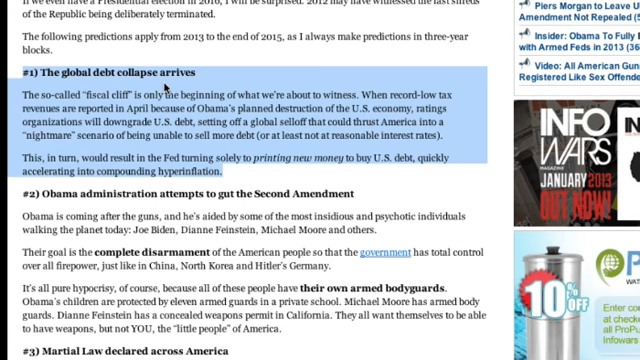 If we even have a Presidential election in 2016, I will be surprised. 2012 may have witnessed the last shreds
of the Republic being deliberately terminated.
The following predictions apply from 2013 to the end of 2015, as I always make predictions in three-year
blocks.
#1) The global debt collapse arrives
The so-called “fiscal cliff” is only the beginning of what we're about to witness. When record-low tax
revenues are reported in April because of Obama's planned destruction of the U.S. economy, ratings
organizations will downgrade U.S. debt, setting off a global selloff that could thrust America into a
“nightmare” scenario of being unable to sell more debt (or at least not at reasonable interest rates).
This, in turn, would result in the Fed turning solely to printing new money to buy U.S. debt, quickly
accelerating into compounding hyperinflation.
#2) Obama administration attempts to gut the Second Amendment
Obama is coming after the guns, and he's aided by some of the most insidious and psychotic individuals
walking the planet today: Joe Biden, Dianne Feinstein, Michael Moore and others.
Their goal is the complete disarmament of the American people so that the government has total control
over all firepower, just like in China, North Korea and Hitler's Germany.
It's all pure hypocrisy, of course, because all of these people have their own armed bodyguards.
Obama's children are protected by eleven armed guards in a private school. Michael Moore has armed body
guards. Dianne Feinstein has a concealed weapons permit in California. They all want themselves to be able
to have weapons, but not YOU, the “little people” of America.
#3) Martial Law declared across America
Piers Morgan to Leave U
Amendment Not Repealed (5
Insider: Obama To Fully
with Armed Feds in 2013 (36
Video: All American Gun
Registered Like Sex Offende
INFO
WARS
MAGAZINE
JANUARY 2013
OUT NOW!
10%
OFF
P
WAT
Enter co
at checko
all ProPu
Infowars